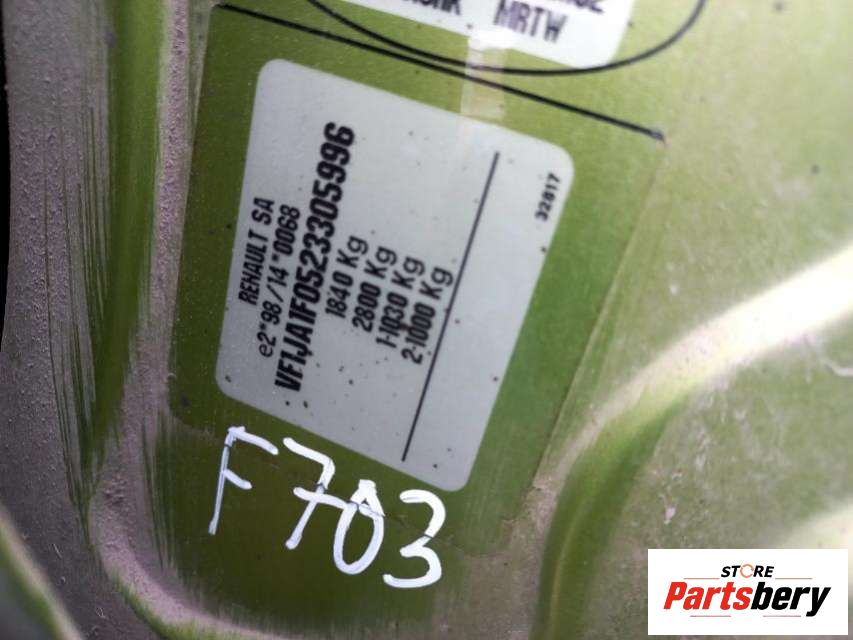 MRTW
RENAULT SA
e2*98/14*0068
VF1JA1F0523305996
1840 Kg
2800 Kg
1-1030 Kg
2-1000 Kg
32817
F703
STORE
Partsbery